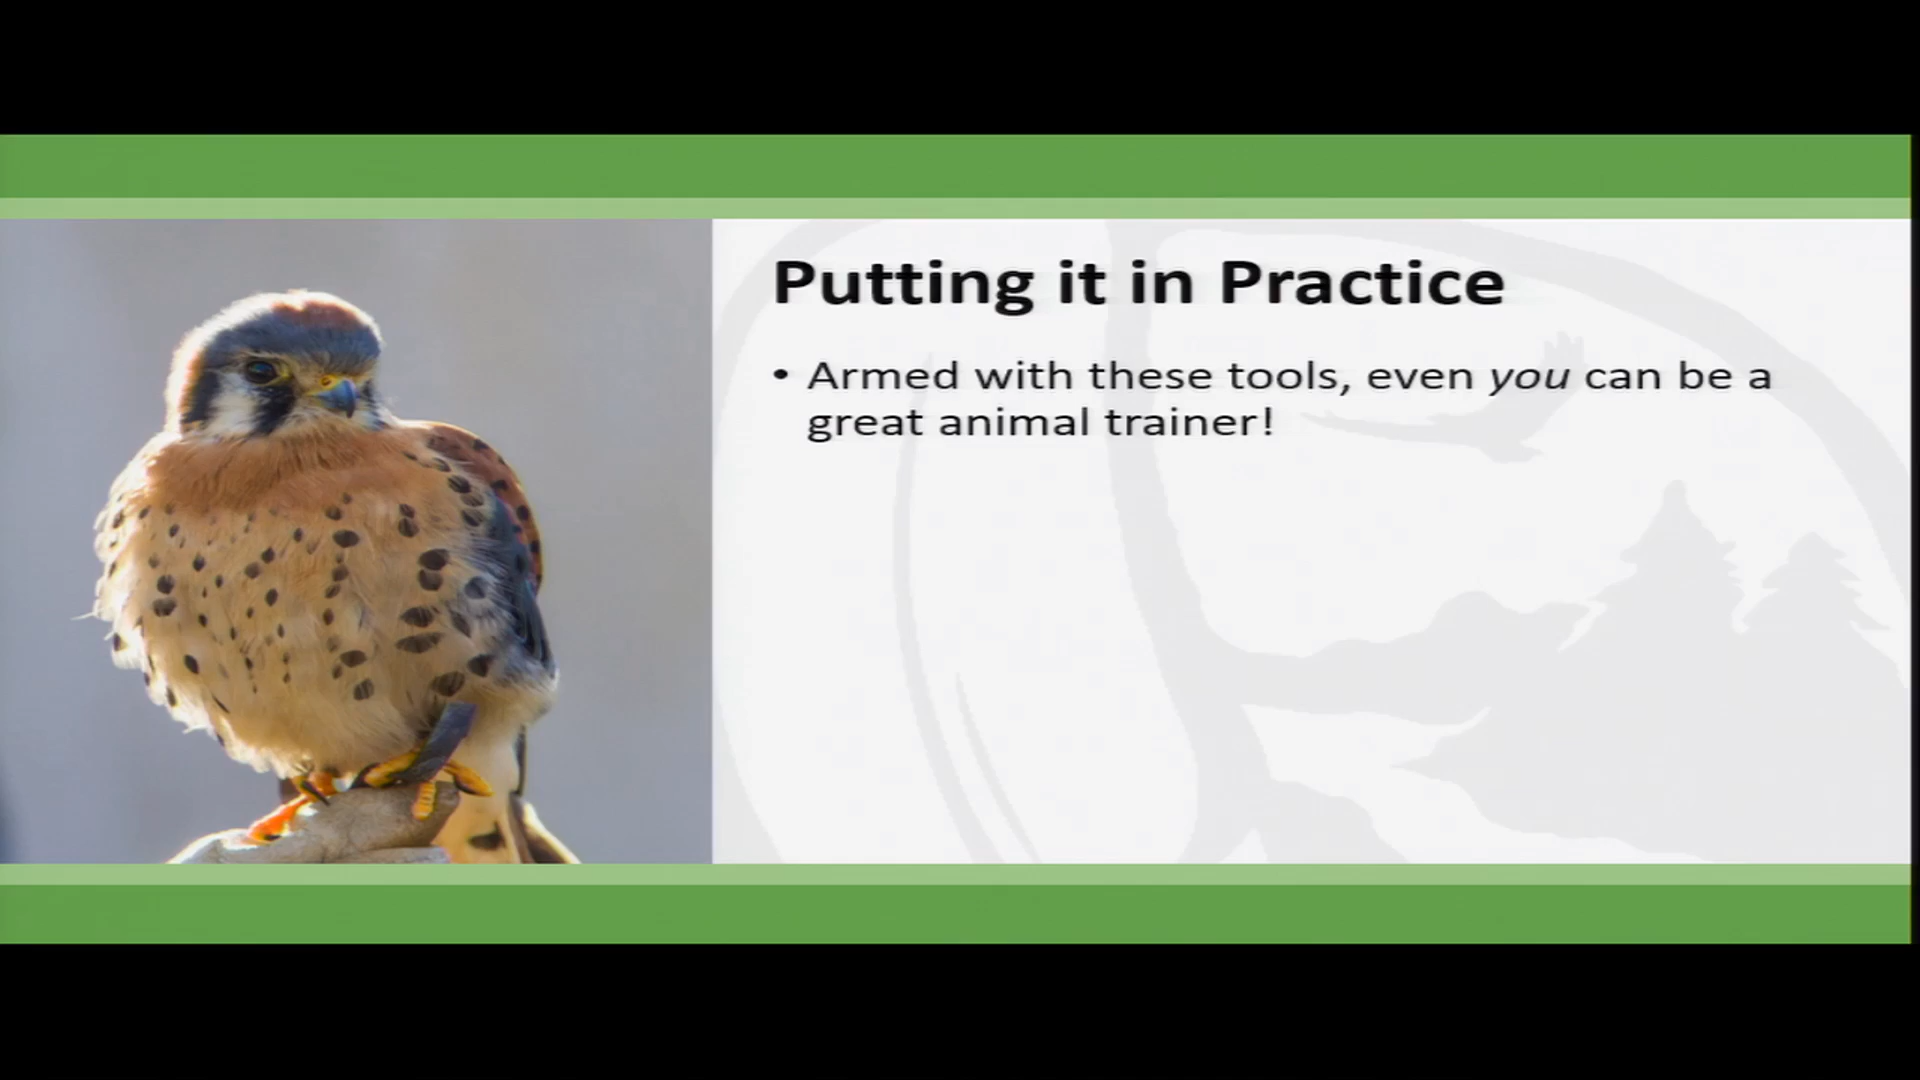 Putting it in Practice
• Armed with these tools, even you can be a
great animal trainer!